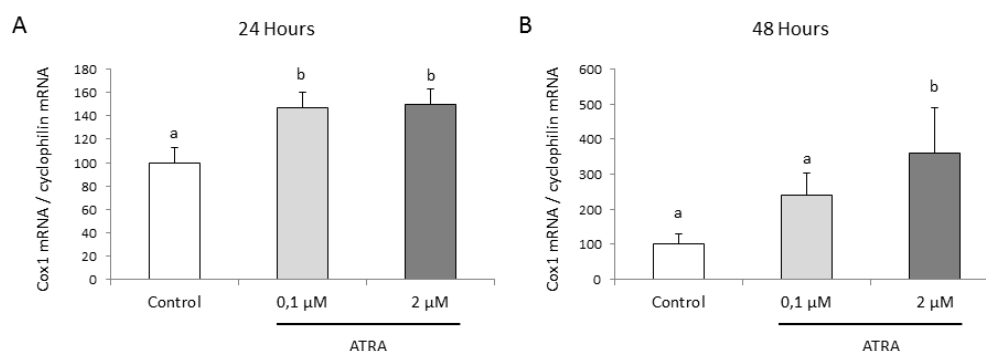 A
24 Hours
Cox1 mRNA / cyclophilin mRNA
180
160
140
120
100
80
60
40
20
0
a
b
b
Control
0,1 µM
2 µM
ATRA
B
48 Hours
Cox1 mRNA / cyclophilin mRNA
600
500
400
300
200
100
0
a
a
b
Control
0,1 µM
2 µM
ATRA